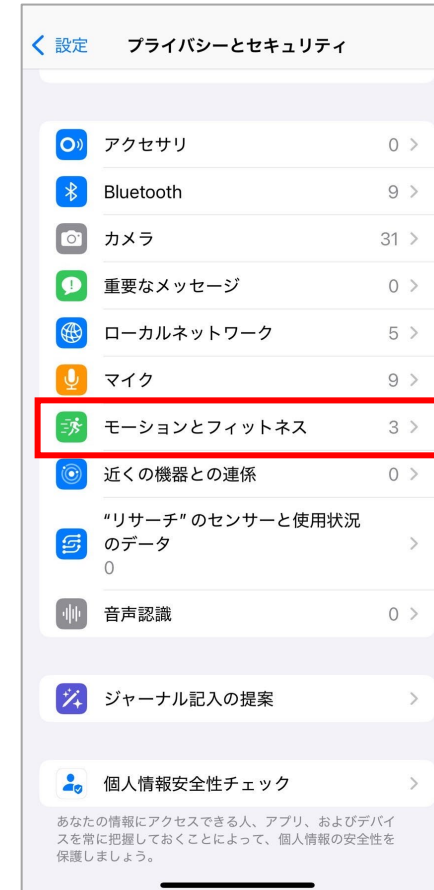 設定 プライバシーとセキュリティ
アクセサリ 0
Bluetooth 9
カメラ 31
重要なメッセージ 0
ローカルネットワーク 5
マイク 9
モーションとフィットネス 3
近くの機器との連係 0
“リサーチ” のセンサーと使用状況
のデータ
0
音声認識 0
ジャーナル記入の提案
個人情報安全性チェック
あなたの情報にアクセスできる人、アプリ、およびデバイ
スを常に把握しておくことによって、個人情報の安全性を
保護しましょう。